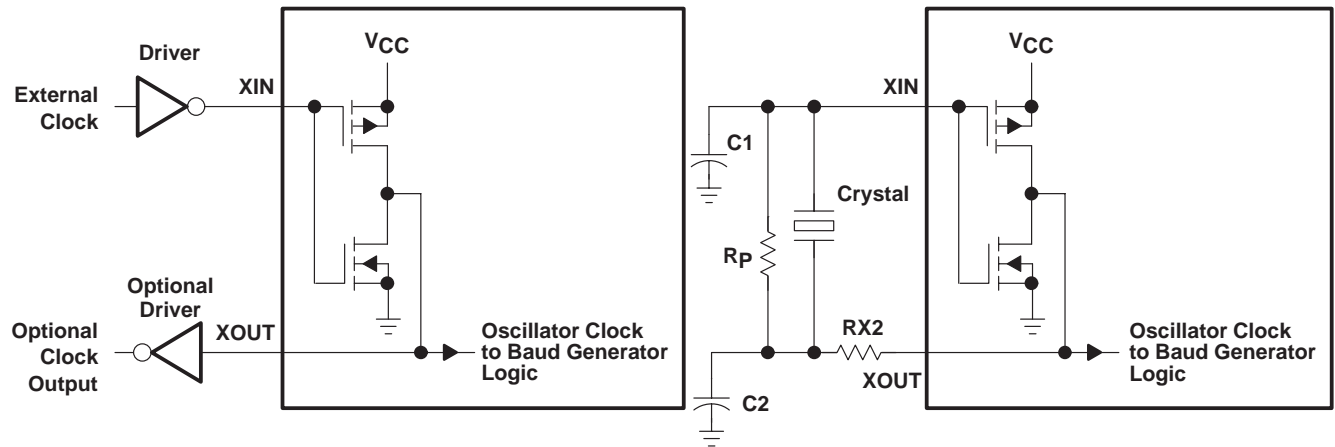 Driver
External
Clock
XIN
VCC
Optional
Driver
Optional
Clock
Output
XOUT
Oscillator Clock
to Baud Generator
Logic
C1
XIN
VCC
Crystal
RP
RX2
XOUT
C2
Oscillator Clock
to Baud Generator
Logic